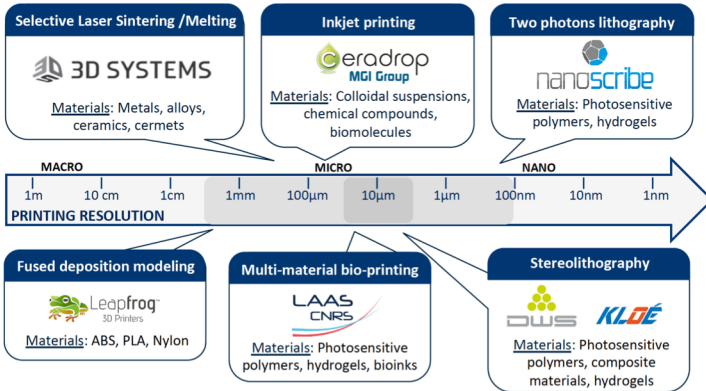 Selective Laser Sintering /Melting
3D SYSTEMS
Materials: Metals, alloys,
ceramics, cermets
Inkjet printing
Ceradrop
MGI Group
Materials: Colloidal suspensions,
chemical compounds,
biomolecules
Two photons lithography
nanoscribe
Materials: Photosensitive
polymers, hydrogels
MACRO
MICRO
NANO
1m
10 cm
1cm
1mm
100µm
10µm
1µm
100nm
10nm
1nm
PRINTING RESOLUTION
Fused deposition modeling
Leapfrog™
3D Printers
Materials: ABS, PLA, Nylon
Multi-material bio-printing
LAAS
CNRS
Materials: Photosensitive
polymers, hydrogels, bioinks
Stereolithography
DWS
KLOÉ
Materials: Photosensitive
polymers, composite
materials, hydrogels